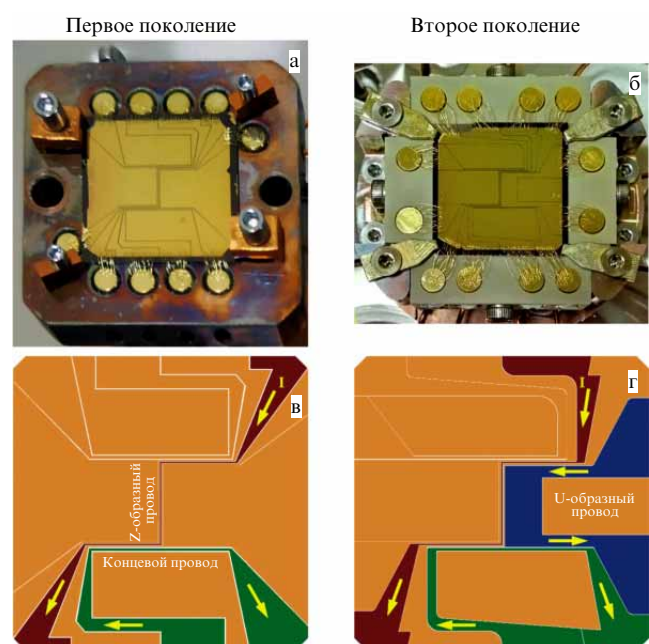 Первое поколение
Второе поколение
а
б
в
I
Z-образный
провод
Концевой провод
г
I
U-образный
провод